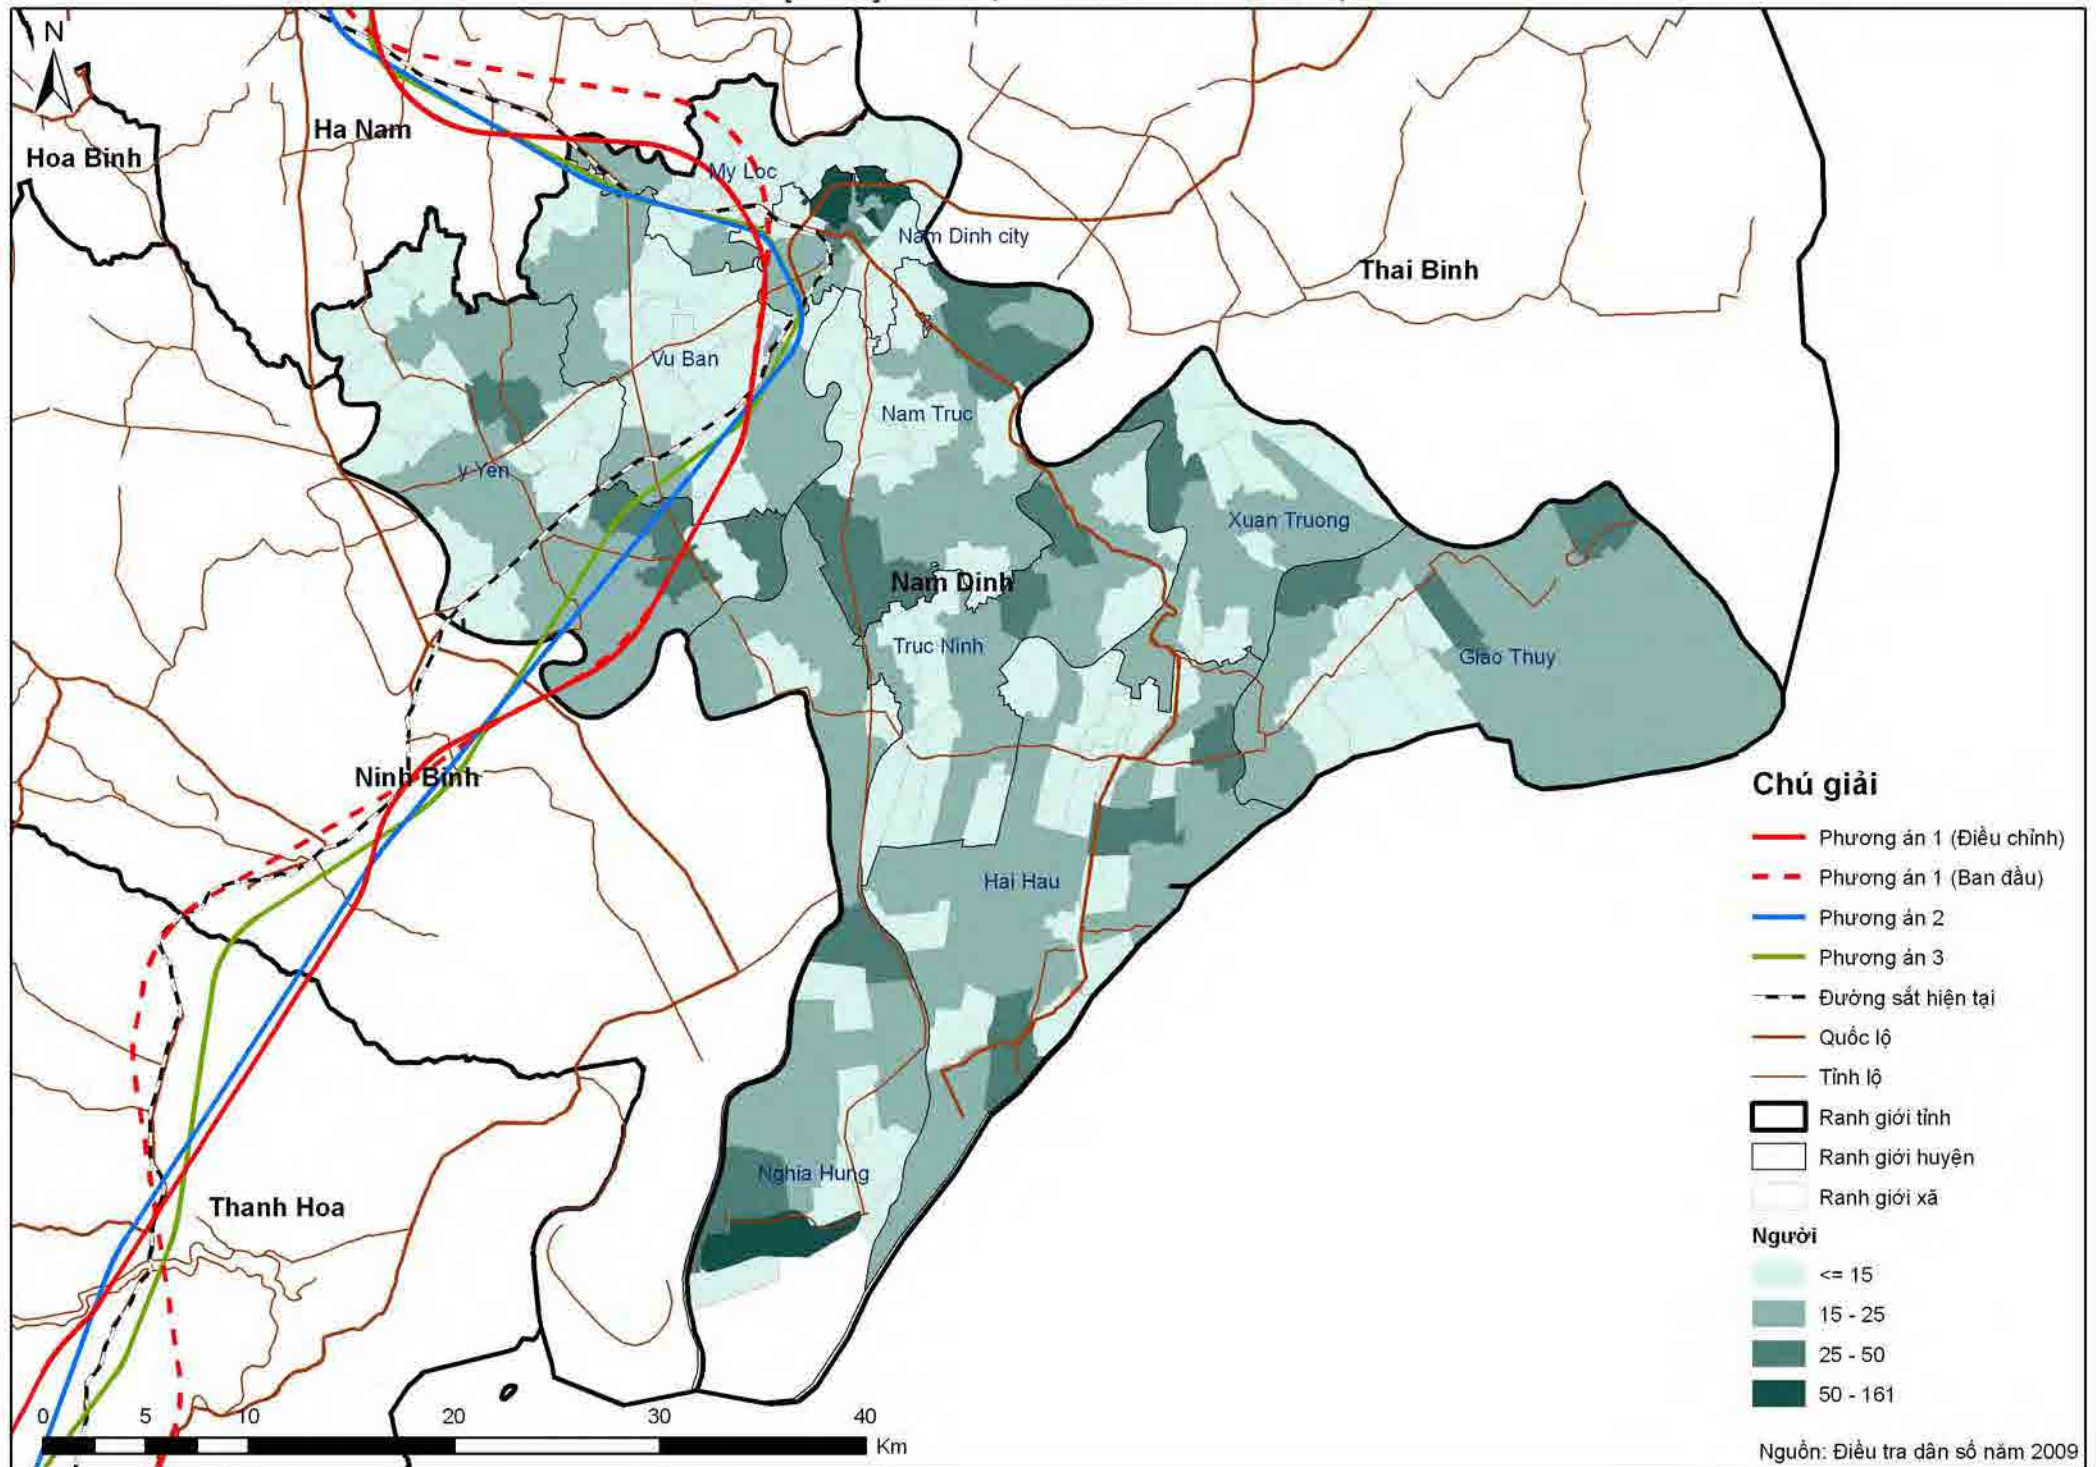 N
Ha Nam
Hoa Binh
My Loc
Nam Dinh city
Thai Binh
Vu Ban
Nam Truc
y Yen
Xuan Truong
Nam Dinh
Truc Ninh
Giao Thuy
Ninh Binh
Hai Hau
Nghia Hung
Thanh Hoa
Chú giải
Phương án 1 (Điều chỉnh)
Phương án 1 (Ban đầu)
Phương án 2
Phương án 3
Đường sắt hiện tại
Quốc lộ
Tỉnh lộ
Ranh giới tỉnh
Ranh giới huyện
Ranh giới xã
Người
<= 15
15 - 25
25 - 50
50 - 161
0 5 10 20 30 40
Km
Nguồn: Điều tra dân số năm 2009